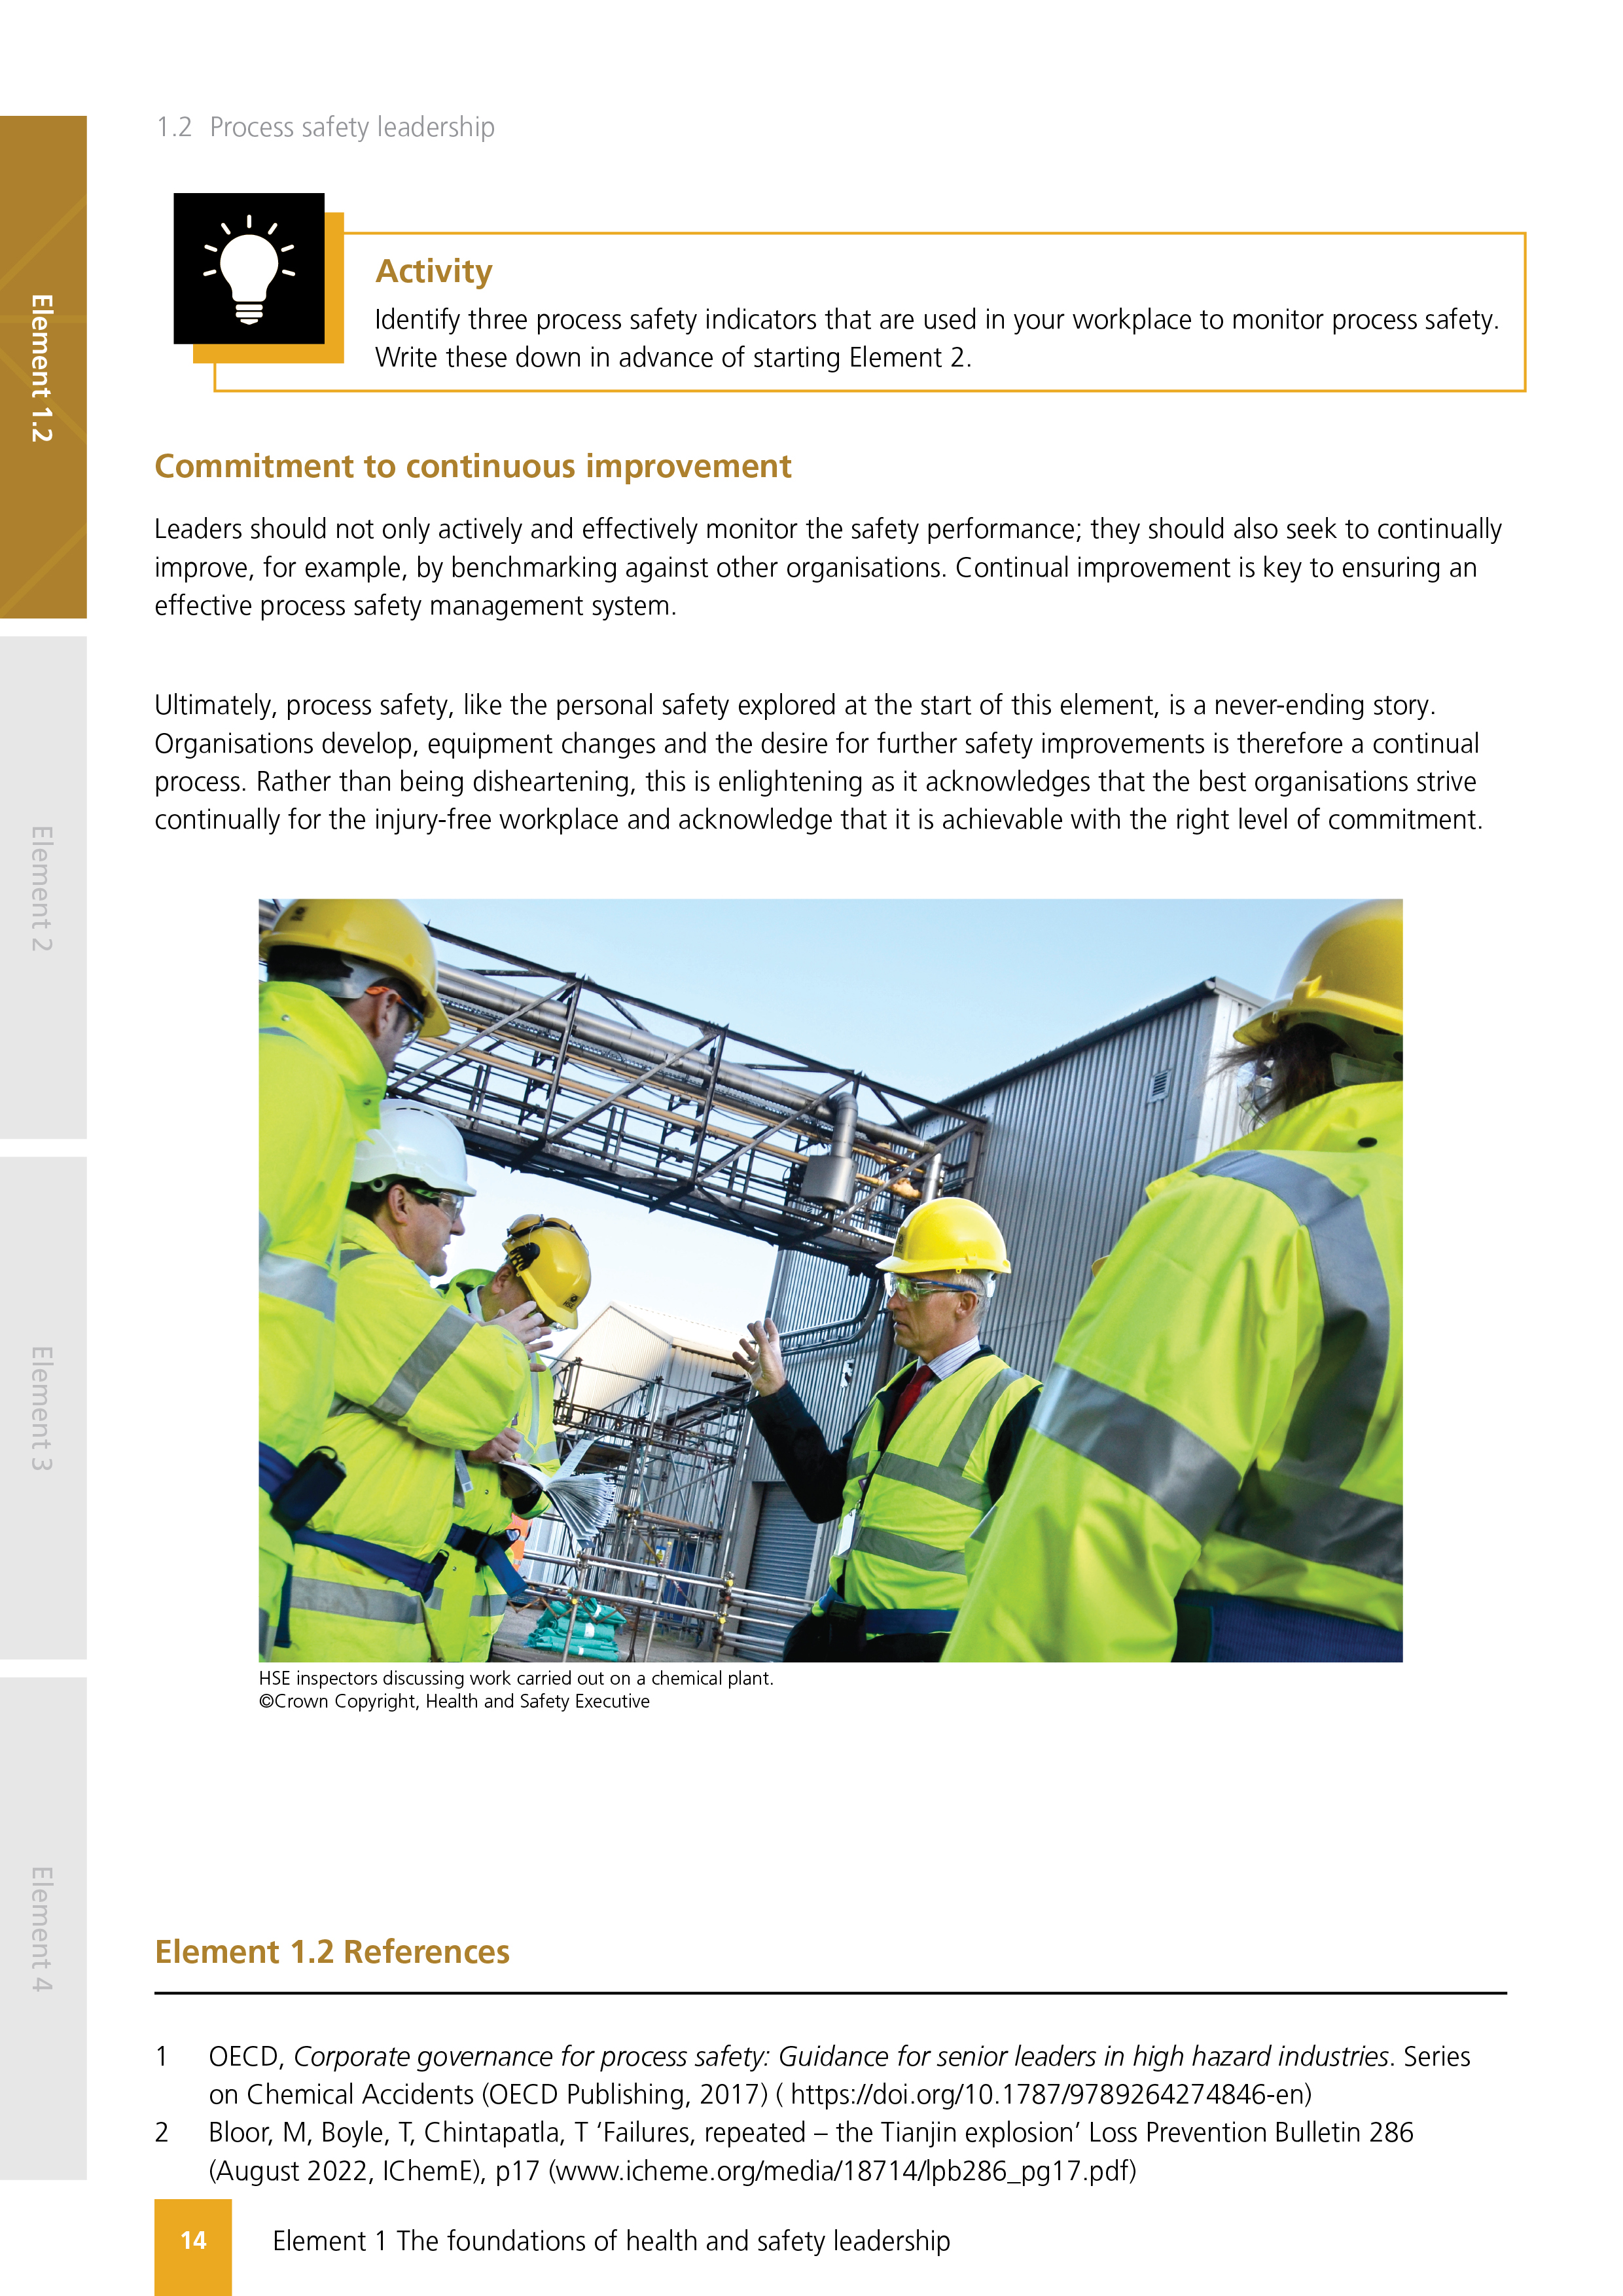 1.2 Process safety leadership
Activity
Identify three process safety indicators that are used in your workplace to monitor process safety.
Write these down in advance of starting Element 2.
Commitment to continuous improvement
Leaders should not only actively and effectively monitor the safety performance; they should also seek to continually
improve, for example, by benchmarking against other organisations. Continual improvement is key to ensuring an
effective process safety management system.
Ultimately, process safety, like the personal safety explored at the start of this element, is a never-ending story.
Organisations develop, equipment changes and the desire for further safety improvements is therefore a continual
process. Rather than being disheartening, this is enlightening as it acknowledges that the best organisations strive
continually for the injury-free workplace and acknowledge that it is achievable with the right level of commitment.
HSE inspectors discussing work carried out on a chemical plant.
©Crown Copyright, Health and Safety Executive
Element 1.2 References
1 OECD, Corporate governance for process safety: Guidance for senior leaders in high hazard industries. Series
on Chemical Accidents (OECD Publishing, 2017) ( https://doi.org/10.1787/9789264274846-en)
2 Bloor, M, Boyle, T, Chintapatla, T ‘Failures, repeated – the Tianjin explosion’ Loss Prevention Bulletin 286
(August 2022, IChemE), p17 (www.icheme.org/media/18714/lpb286_pg17.pdf)
14 Element 1 The foundations of health and safety leadership
Element 1.2
Element 2
Element 3
Element 4